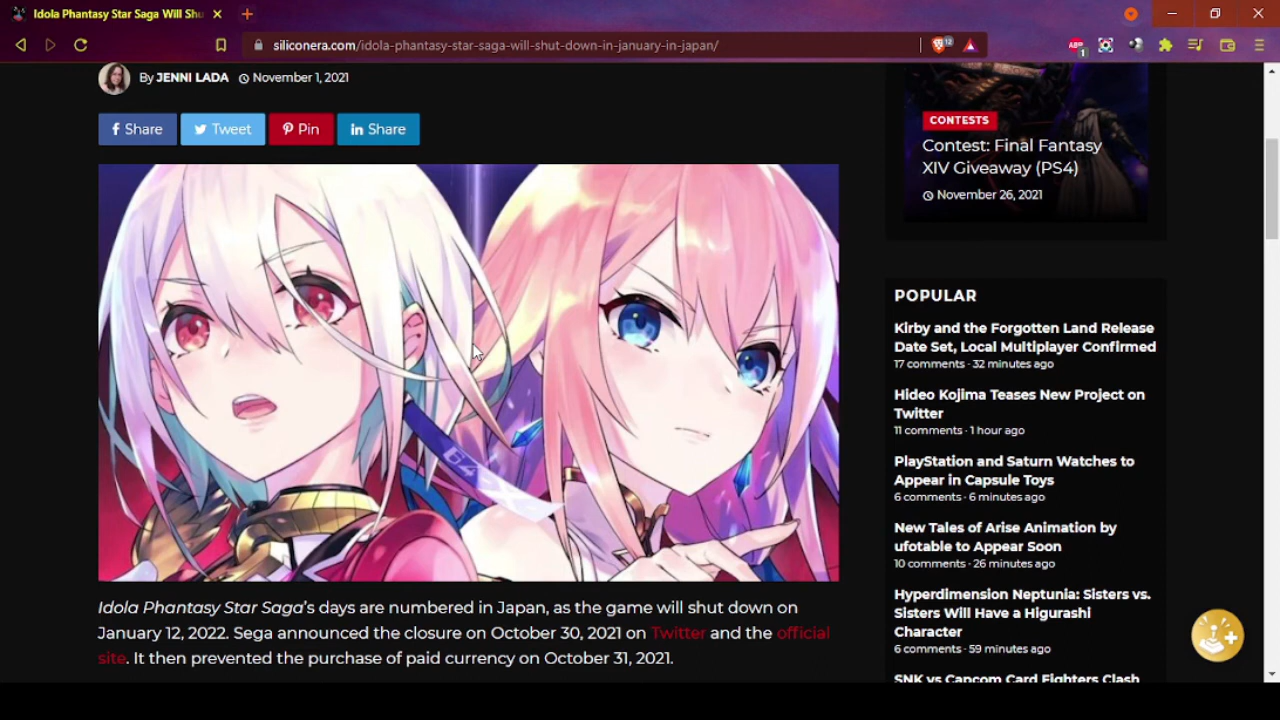 Idola Phantasy Star Saga Will Shu
siliconera.com/idola-phantasy-star-saga-will-shut-down-in-january-in-japan/
12
ABP
1
By JENNI LADA November 1, 2021
Share
Tweet
Pin
Share
CONTESTS
Contest: Final Fantasy
XIV Giveaway (PS4)
November 26, 2021
POPULAR
Kirby and the Forgotten Land Release
Date Set, Local Multiplayer Confirmed
17 comments · 32 minutes ago
Hideo Kojima Teases New Project on
Twitter
11 comments · 1 hour ago
PlayStation and Saturn Watches to
Appear in Capsule Toys
6 comments · 6 minutes ago
New Tales of Arise Animation by
ufotable to Appear Soon
10 comments · 26 minutes ago
Hyperdimension Neptunia: Sisters vs.
Sisters Will Have a Higurashi
Character
6 comments · 59 minutes ago
SNK vs Capcom Card Fighters Clash
Idola Phantasy Star Saga's days are numbered in Japan, as the game will shut down on
January 12, 2022. Sega announced the closure on October 30, 2021 on Twitter and the official
site. It then prevented the purchase of paid currency on October 31, 2021.